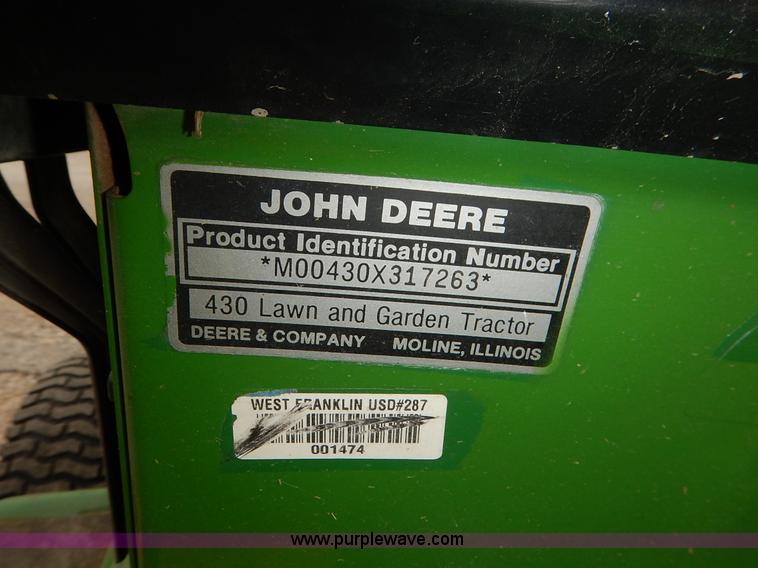 JOHN DEERE
Product Identification Number
*M00430X317263*
430 Lawn and Garden Tractor
DEERE & COMPANY MOLINE, ILLINOIS
WEST FRANKLIN USD#287
001474
www.purplewave.com